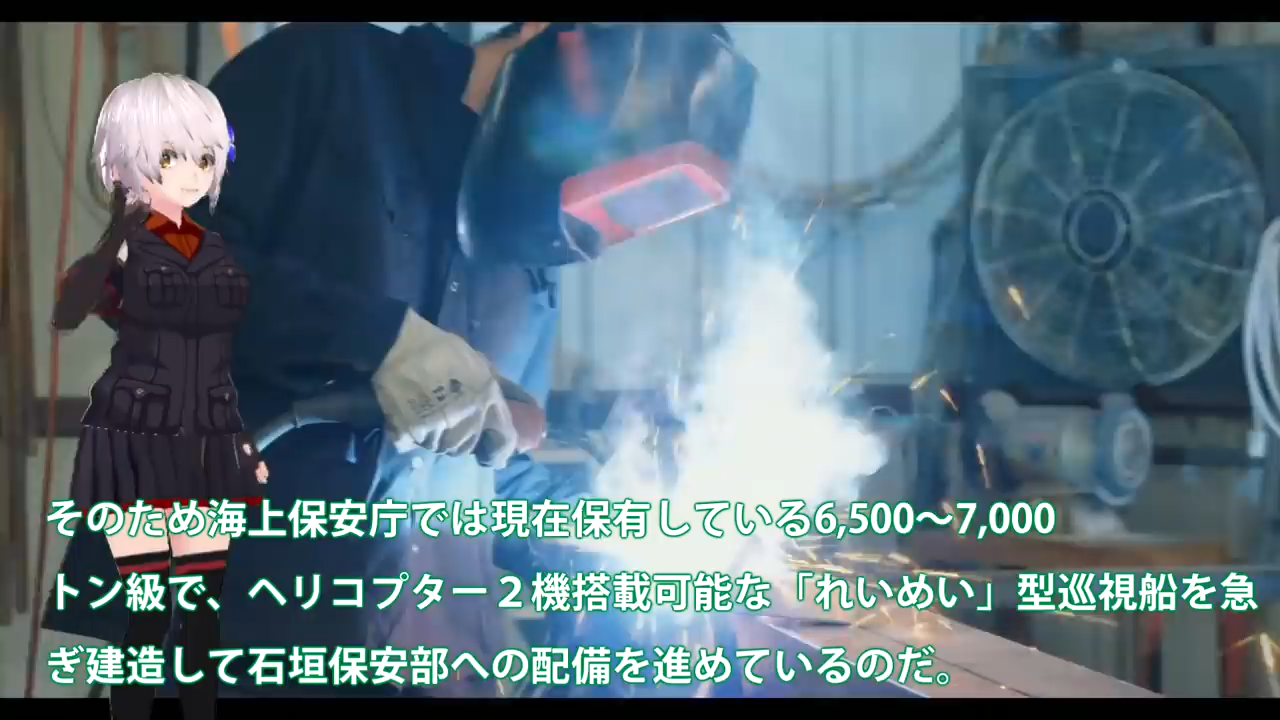 そのため海上保安庁では現在保有している6,500～7,000
トン級で、ヘリコプター２機搭載可能な「れいめい」型巡視船を急
ぎ建造して石垣保安部への配備を進めているのだ。